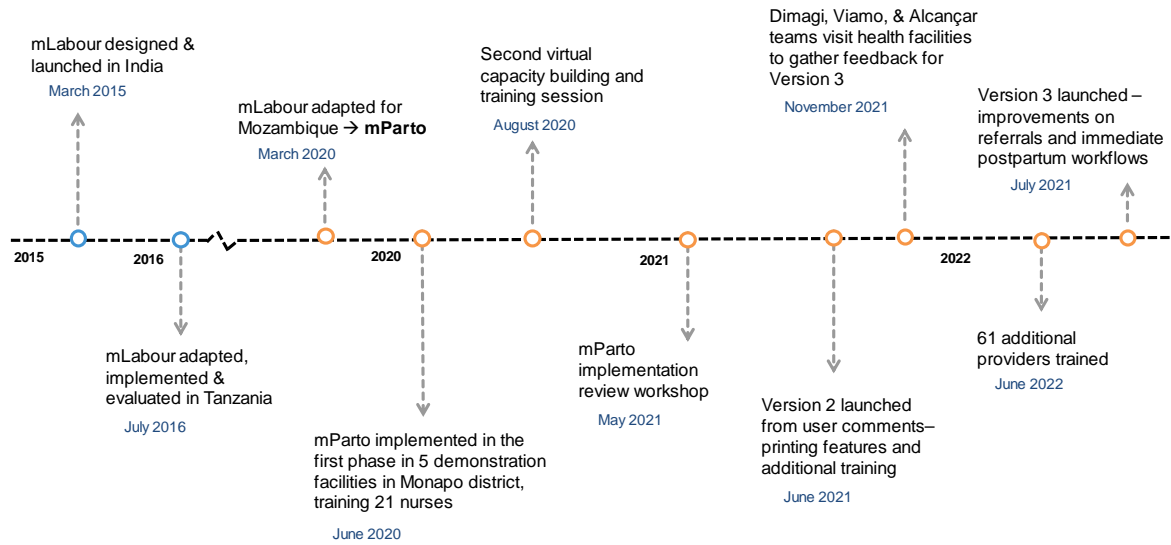 mLabour designed &
launched in India
March 2015
mLabour adapted for
Mozambique → mParto
March 2020
Second virtual
capacity building and
training session
August 2020
Dimagi, Viamo, & Alcançar
teams visit health facilities
to gather feedback for
Version 3
November 2021
Version 3 launched –
improvements on
referrals and immediate
postpartum workflows
July 2021
2015
2016
2020
2021
2022
mLabour adapted,
implemented &
evaluated in Tanzania
July 2016
mParto implemented in the
first phase in 5 demonstration
facilities in Monapo district,
training 21 nurses
June 2020
mParto
implementation
review workshop
May 2021
Version 2 launched
from user comments–
printing features and
additional training
June 2021
61 additional
providers trained
June 2022